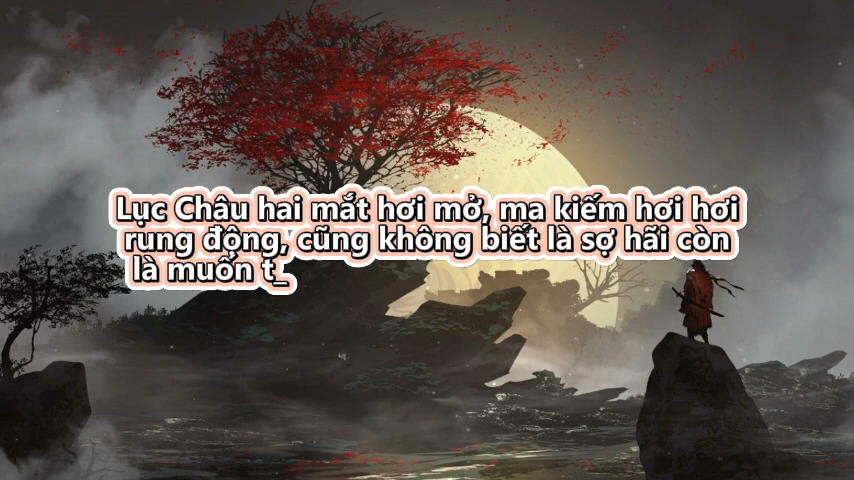 Lục Châu hai mắt hơi mở, ma kiếm hơi hơi
rung động, cũng không biết là sợ hãi còn
là muốn t_